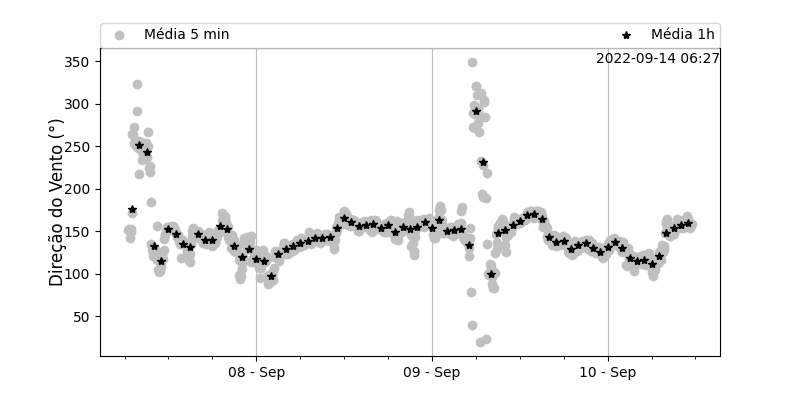 Média 5 min
Média 1h
2022-09-14 06:27
350
300
250
200
150
100
50
Direção do Vento (°)
08 - Sep
09 - Sep
10 - Sep